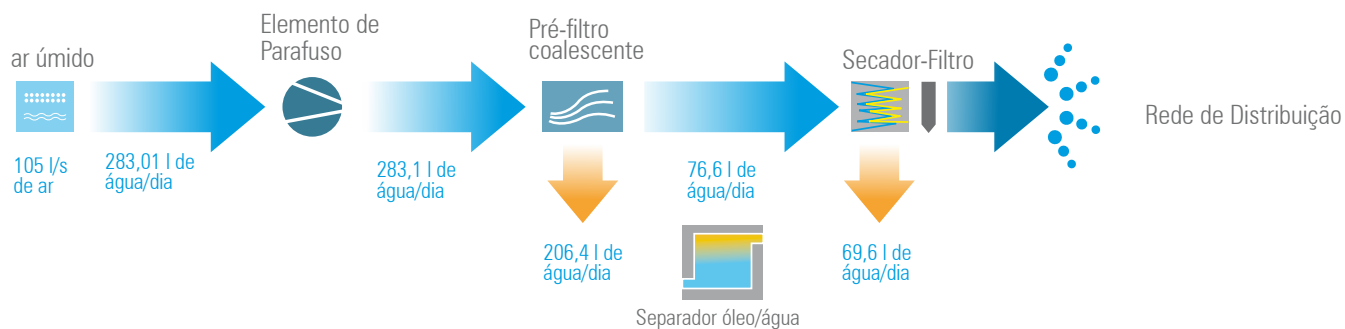 ar úmido
105 l/s
de ar
283,01 l de
água/dia
Elemento de
Parafuso
283,1 l de
água/dia
Pré-filtro
coalescente
206,4 l de
água/dia
76,6 l de
água/dia
Separador óleo/água
Secador-Filtro
69,6 l de
água/dia
Rede de Distribuição